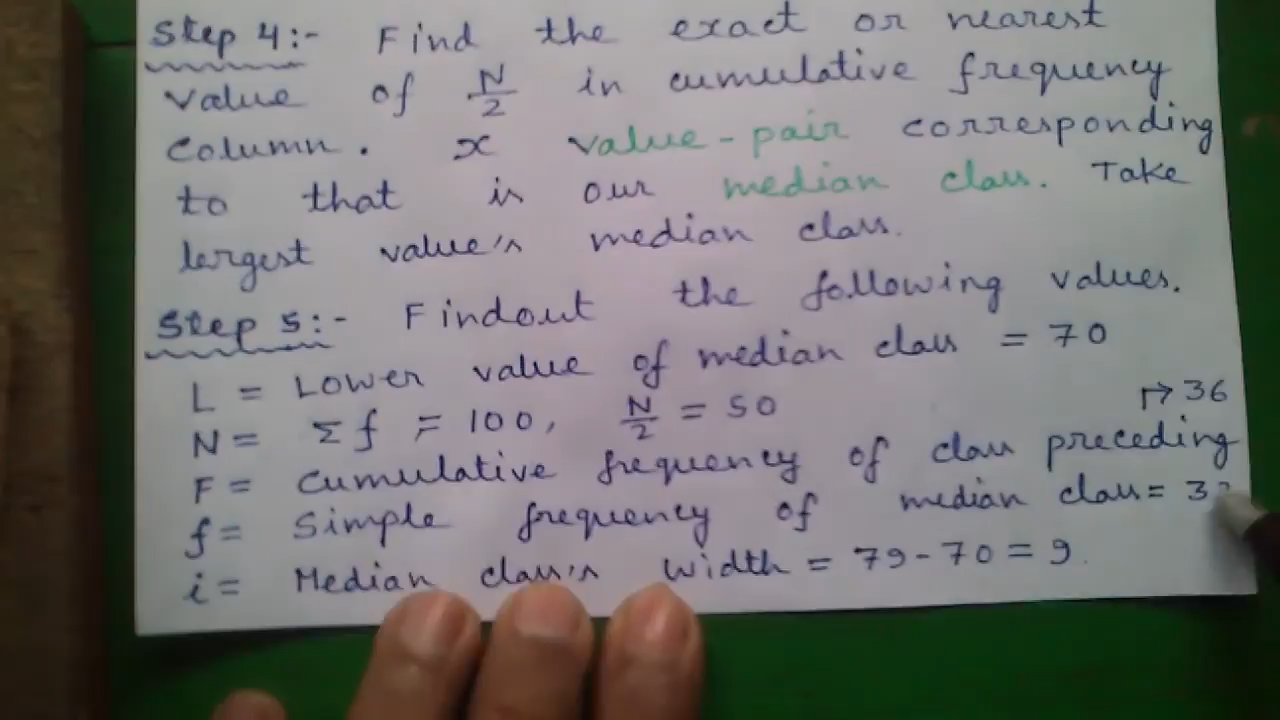 Step 4:- Find the exact or nearest
value of N/2 in cumulative frequency
column. x value-pair corresponding
to that is our median class. Take
largest value's median class.
Step 5:- Findout the following values.
L = Lower value of median class = 70
N = Σf = 100, N/2 = 50
↱ 36
F = cumulative frequency of class preceding
f = Simple frequency of median class =
i = Median class's width = 79-70 = 9.